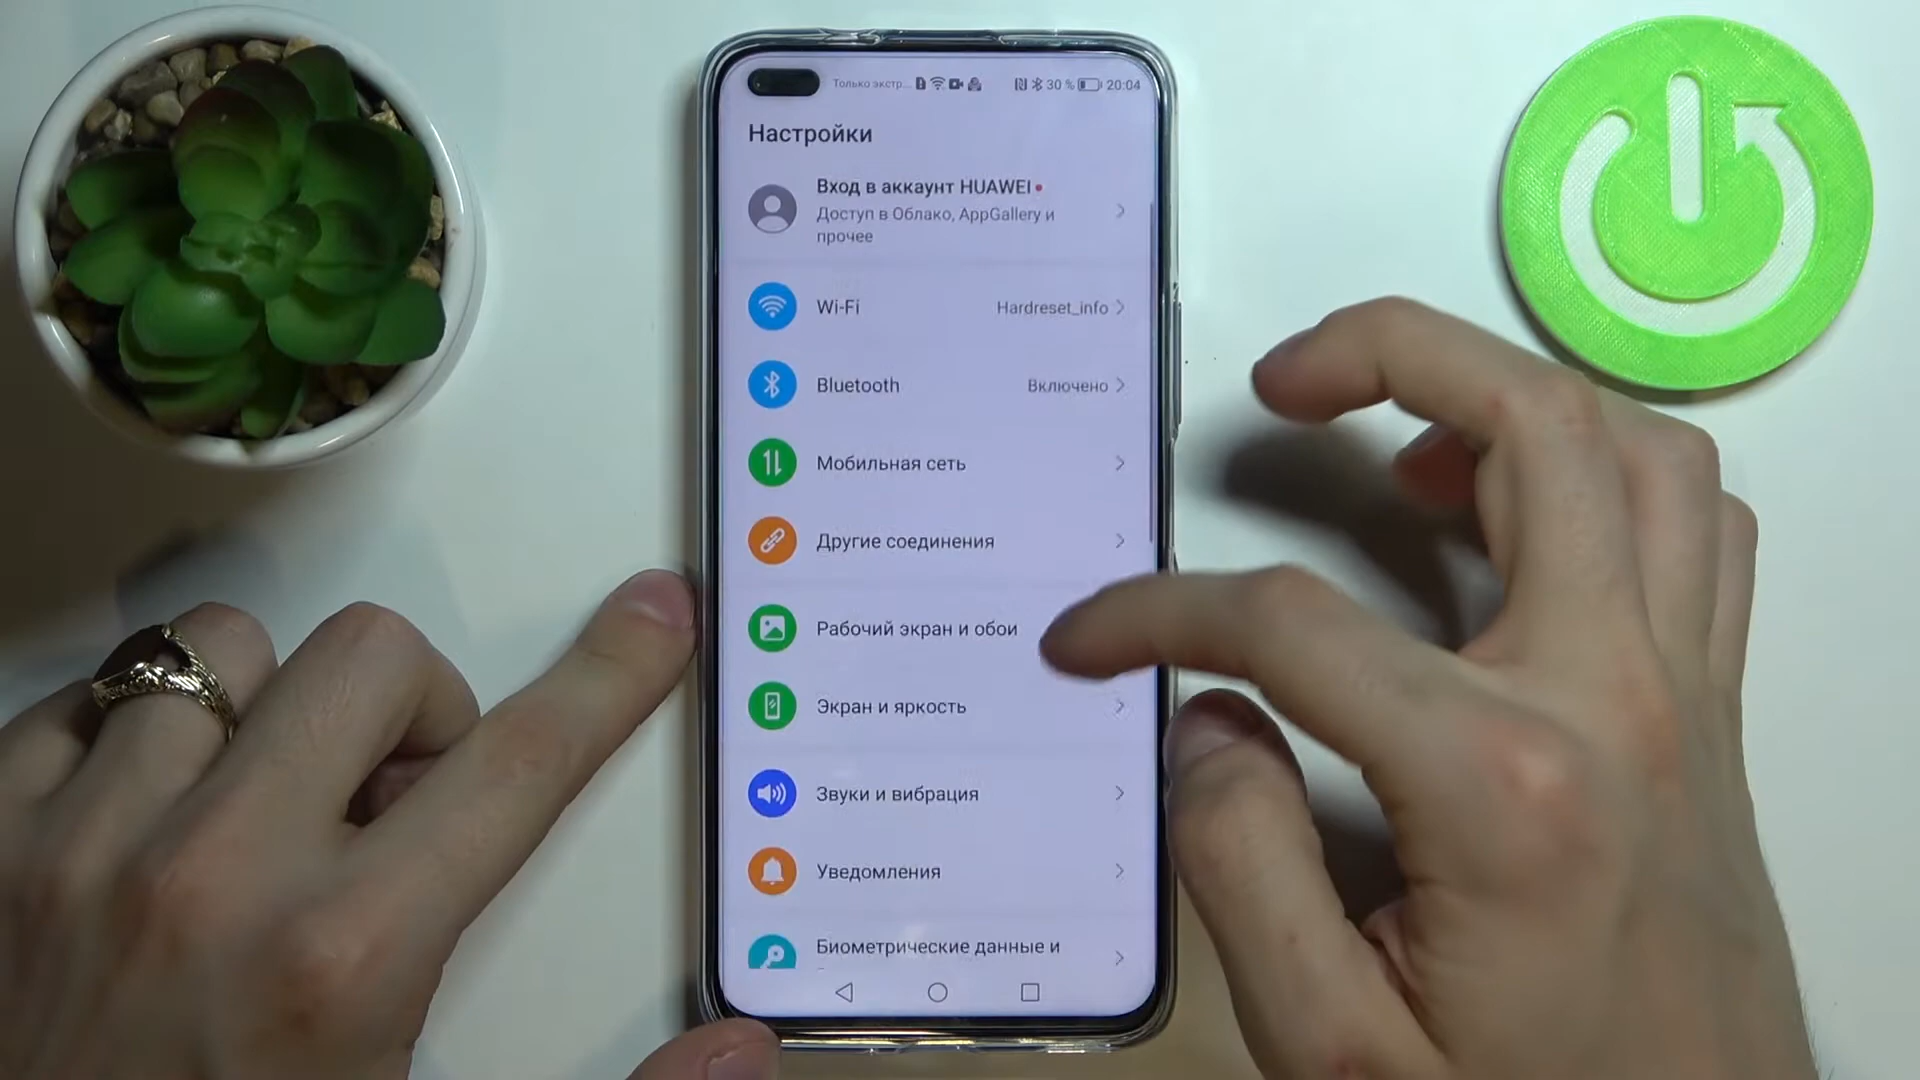 Только экстр... 30 % 20:04
Настройки
Вход в аккаунт HUAWEI
Доступ в Облако, AppGallery и
прочее
Wi-Fi Hardreset_info
Bluetooth Включено
Мобильная сеть
Другие соединения
Рабочий экран и обои
Экран и яркость
Звуки и вибрация
Уведомления
Биометрические данные и